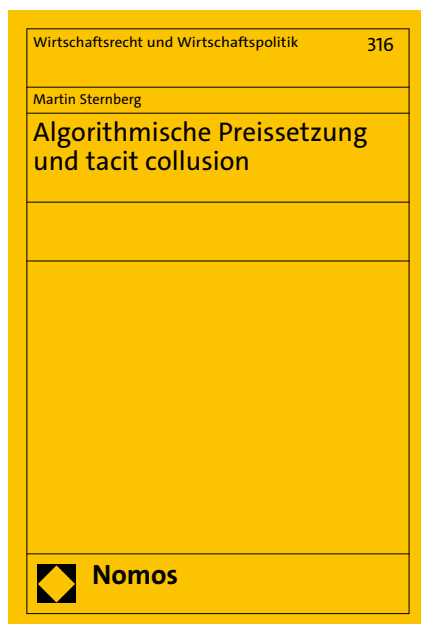 Wirtschaftsrecht und Wirtschaftspolitik 316
Martin Sternberg
Algorithmische Preissetzung
und tacit collusion
Nomos